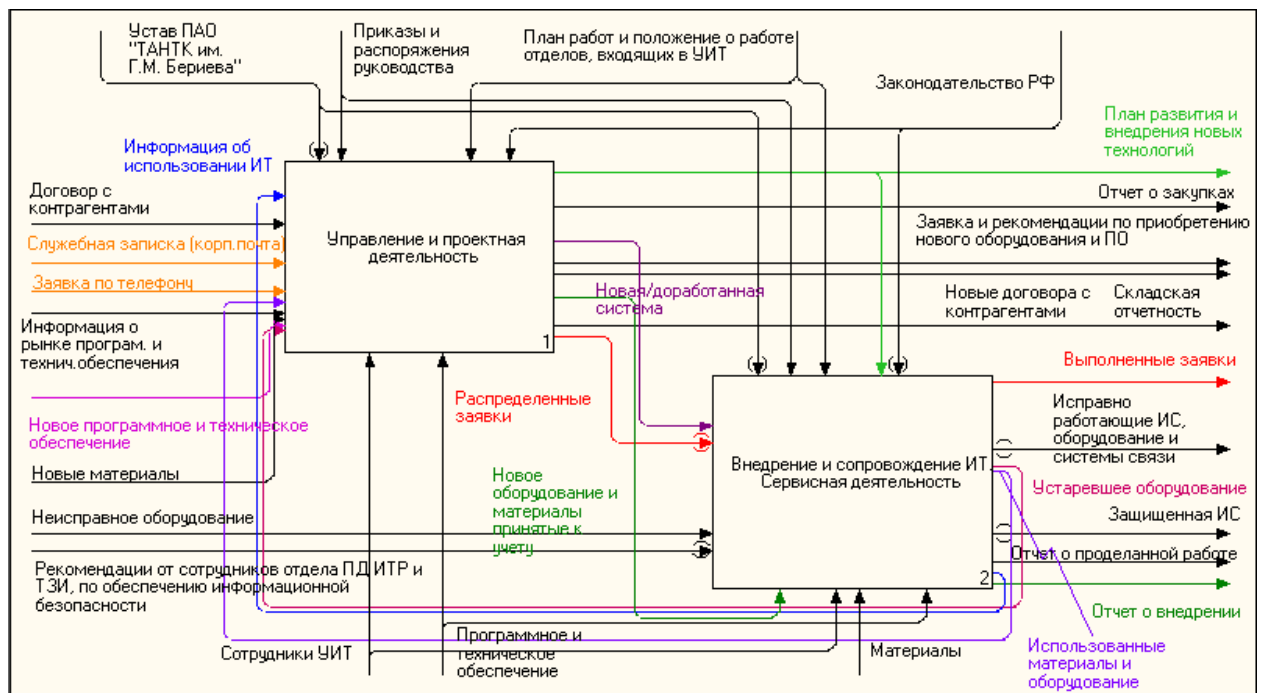 Устав ПАО
"ТАНТК им.
Г.М. Бериева"
Приказы и
распоряжения
руководства
План работ и положение о работе
отделов, входящих в УИТ
Законодательство РФ
План развития и
внедрения новых
технологий
Информация об
использовании ИТ
Договор с
контрагентами
Служебная записка (корп.почта)
Заявка по телефону
Информация о
рынке програм. и
технич.обеспечения
Новое программное и техническое
обеспечение
Новые материалы
Неисправное оборудование
Рекомендации от сотрудников отдела ПД ИТР и
ТЗИ, по обеспечению информационной
безопасности
Управление и проектная
деятельность
1
Отчет о закупках
Заявка и рекомендации по приобретению
нового оборудования и ПО
Новая/доработанная
система
Новые договора с
контрагентами
Складская
отчетность
Распределенные
заявки
Выполненные заявки
Исправно
работающие ИС,
оборудование и
системы связи
Внедрение и сопровождение ИТ
Сервисная деятельность
2
Новое
оборудование и
материалы
принятые к
учету
Устаревшее оборудование
Защищенная ИС
Отчет о проделанной работе
Отчет о внедрении
Использованные
материалы и
оборудование
Сотрудники УИТ
Программное и
техническое
обеспечение
Материалы